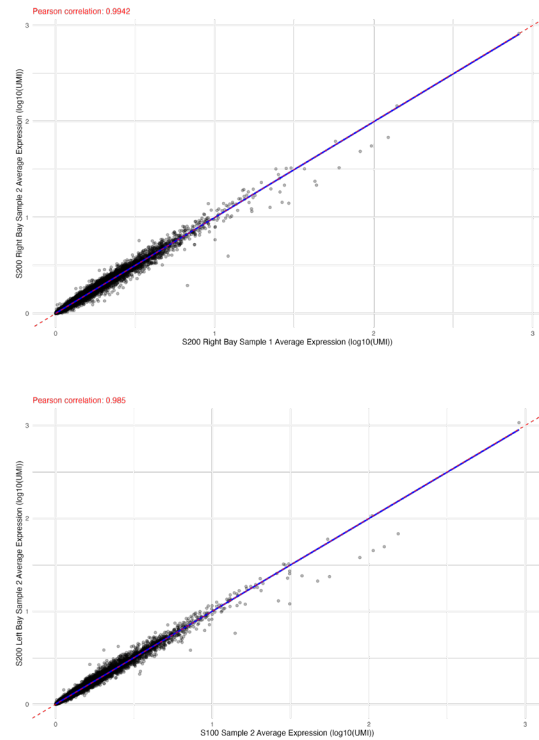 Pearson correlation: 0.9942
S200 Right Bay Sample 2 Average Expression (log10(UMI))
3
2
1
0
0
1
2
3
S200 Right Bay Sample 1 Average Expression (log10(UMI))
Pearson correlation: 0.985
S200 Left Bay Sample 2 Average Expression (log10(UMI))
3
2
1
0
0
1
2
3
S100 Sample 2 Average Expression (log10(UMI))